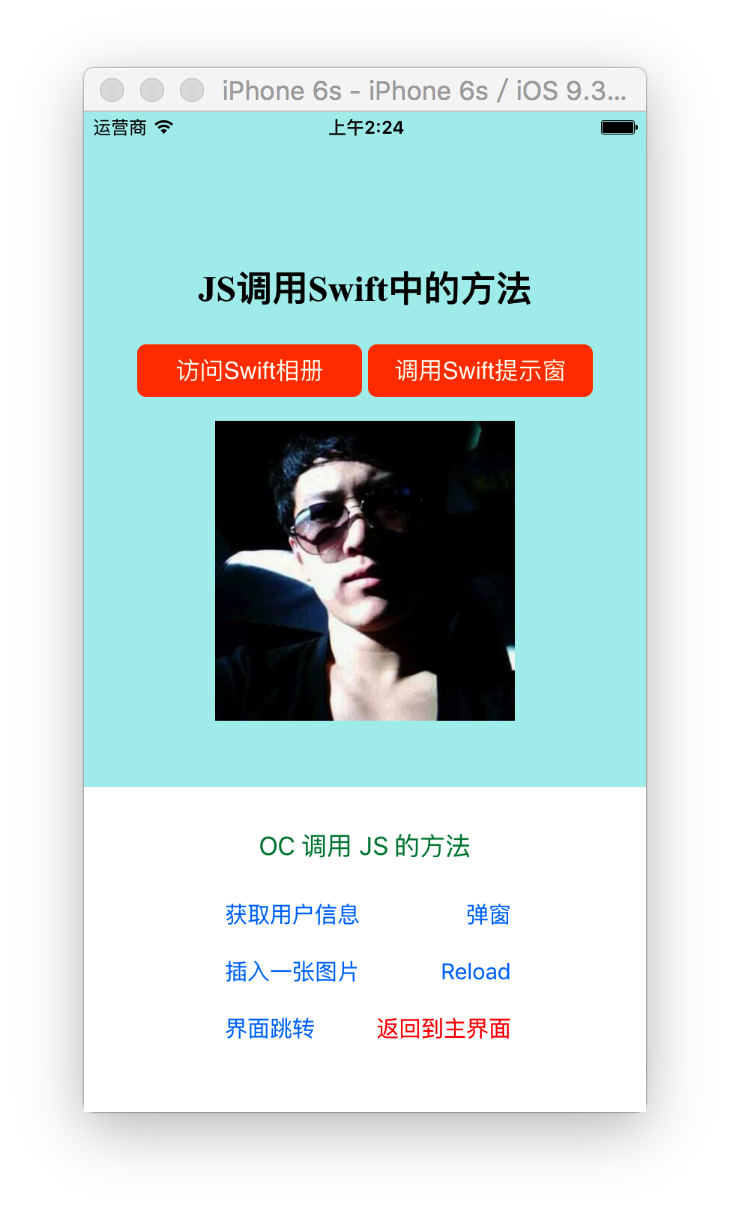 iPhone 6s - iPhone 6s / iOS 9.3...
运营商 上午2:24
JS调用Swift中的方法
访问Swift相册 调用Swift提示窗
OC 调用 JS 的方法
获取用户信息 弹窗
插入一张图片 Reload
界面跳转 返回到主界面